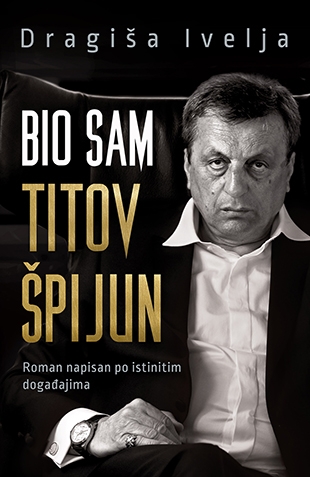 Dragiša Ivelja
BIO SAM
TITOV
ŠPIJUN
Roman napisan po istinitim
događajima